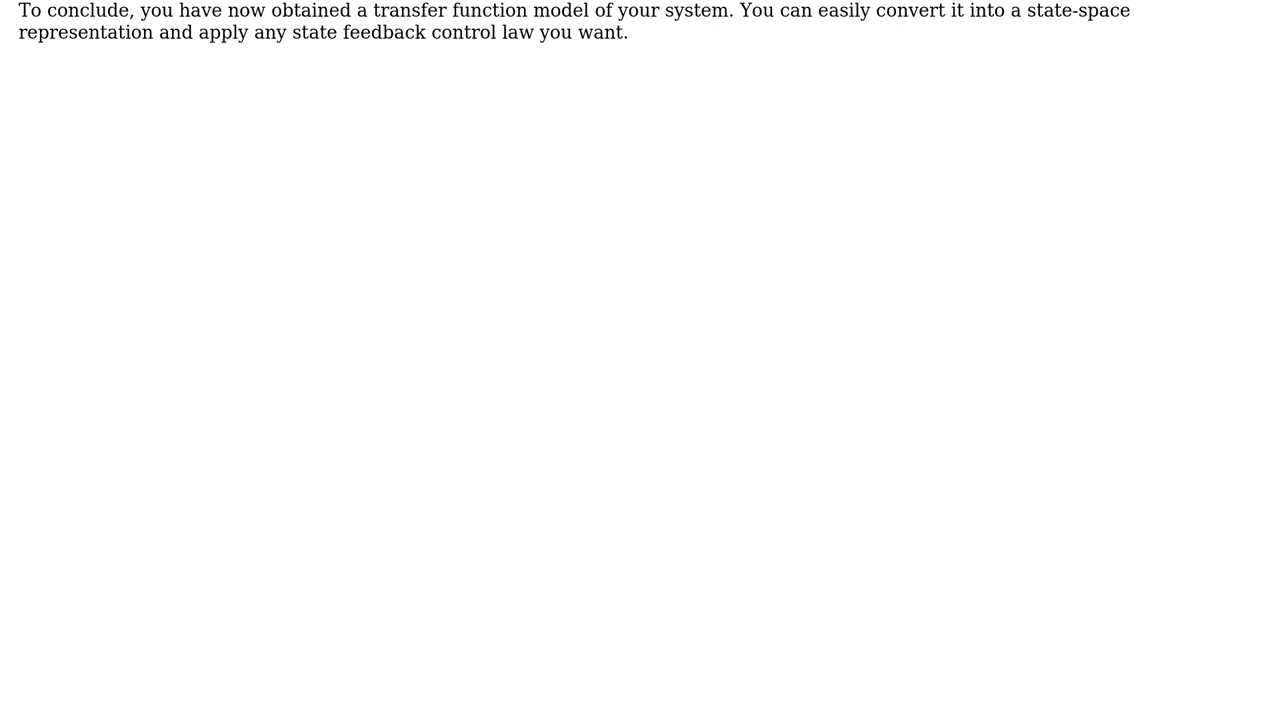 To conclude, you have now obtained a transfer function model of your system. You can easily convert it into a state-space
representation and apply any state feedback control law you want.